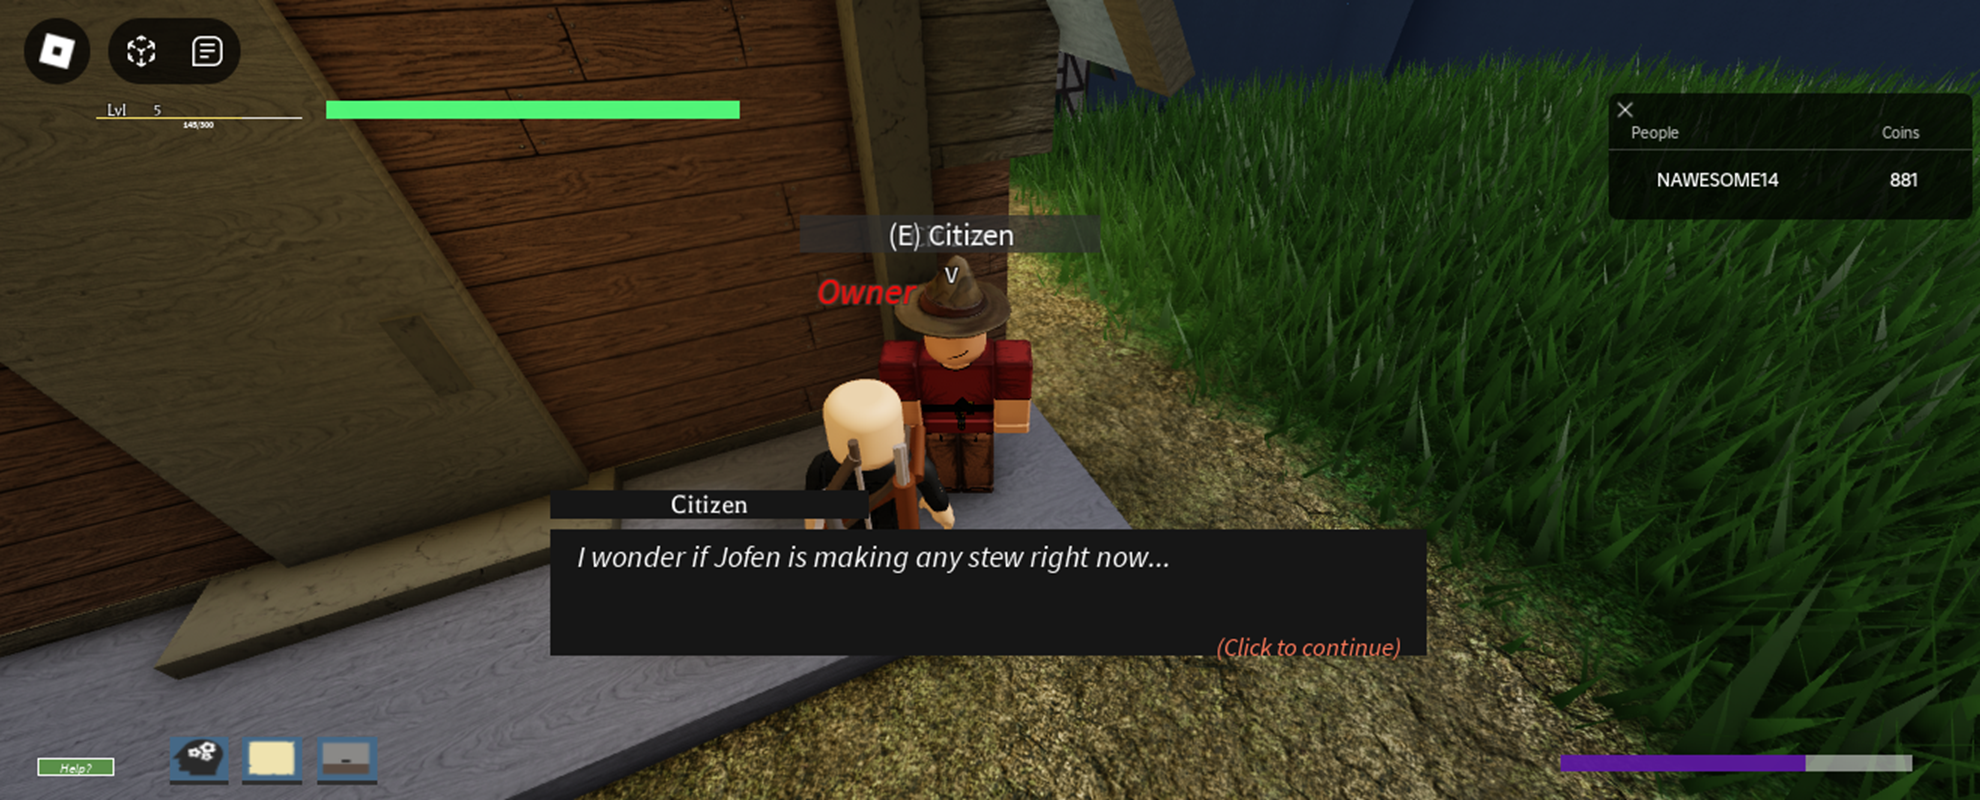 Lvl 5
145/300
People Coins
NAWESOME14 881
(E) Citizen
V
Owner
Citizen
I wonder if Jofen is making any stew right now...
(Click to continue)
Help?